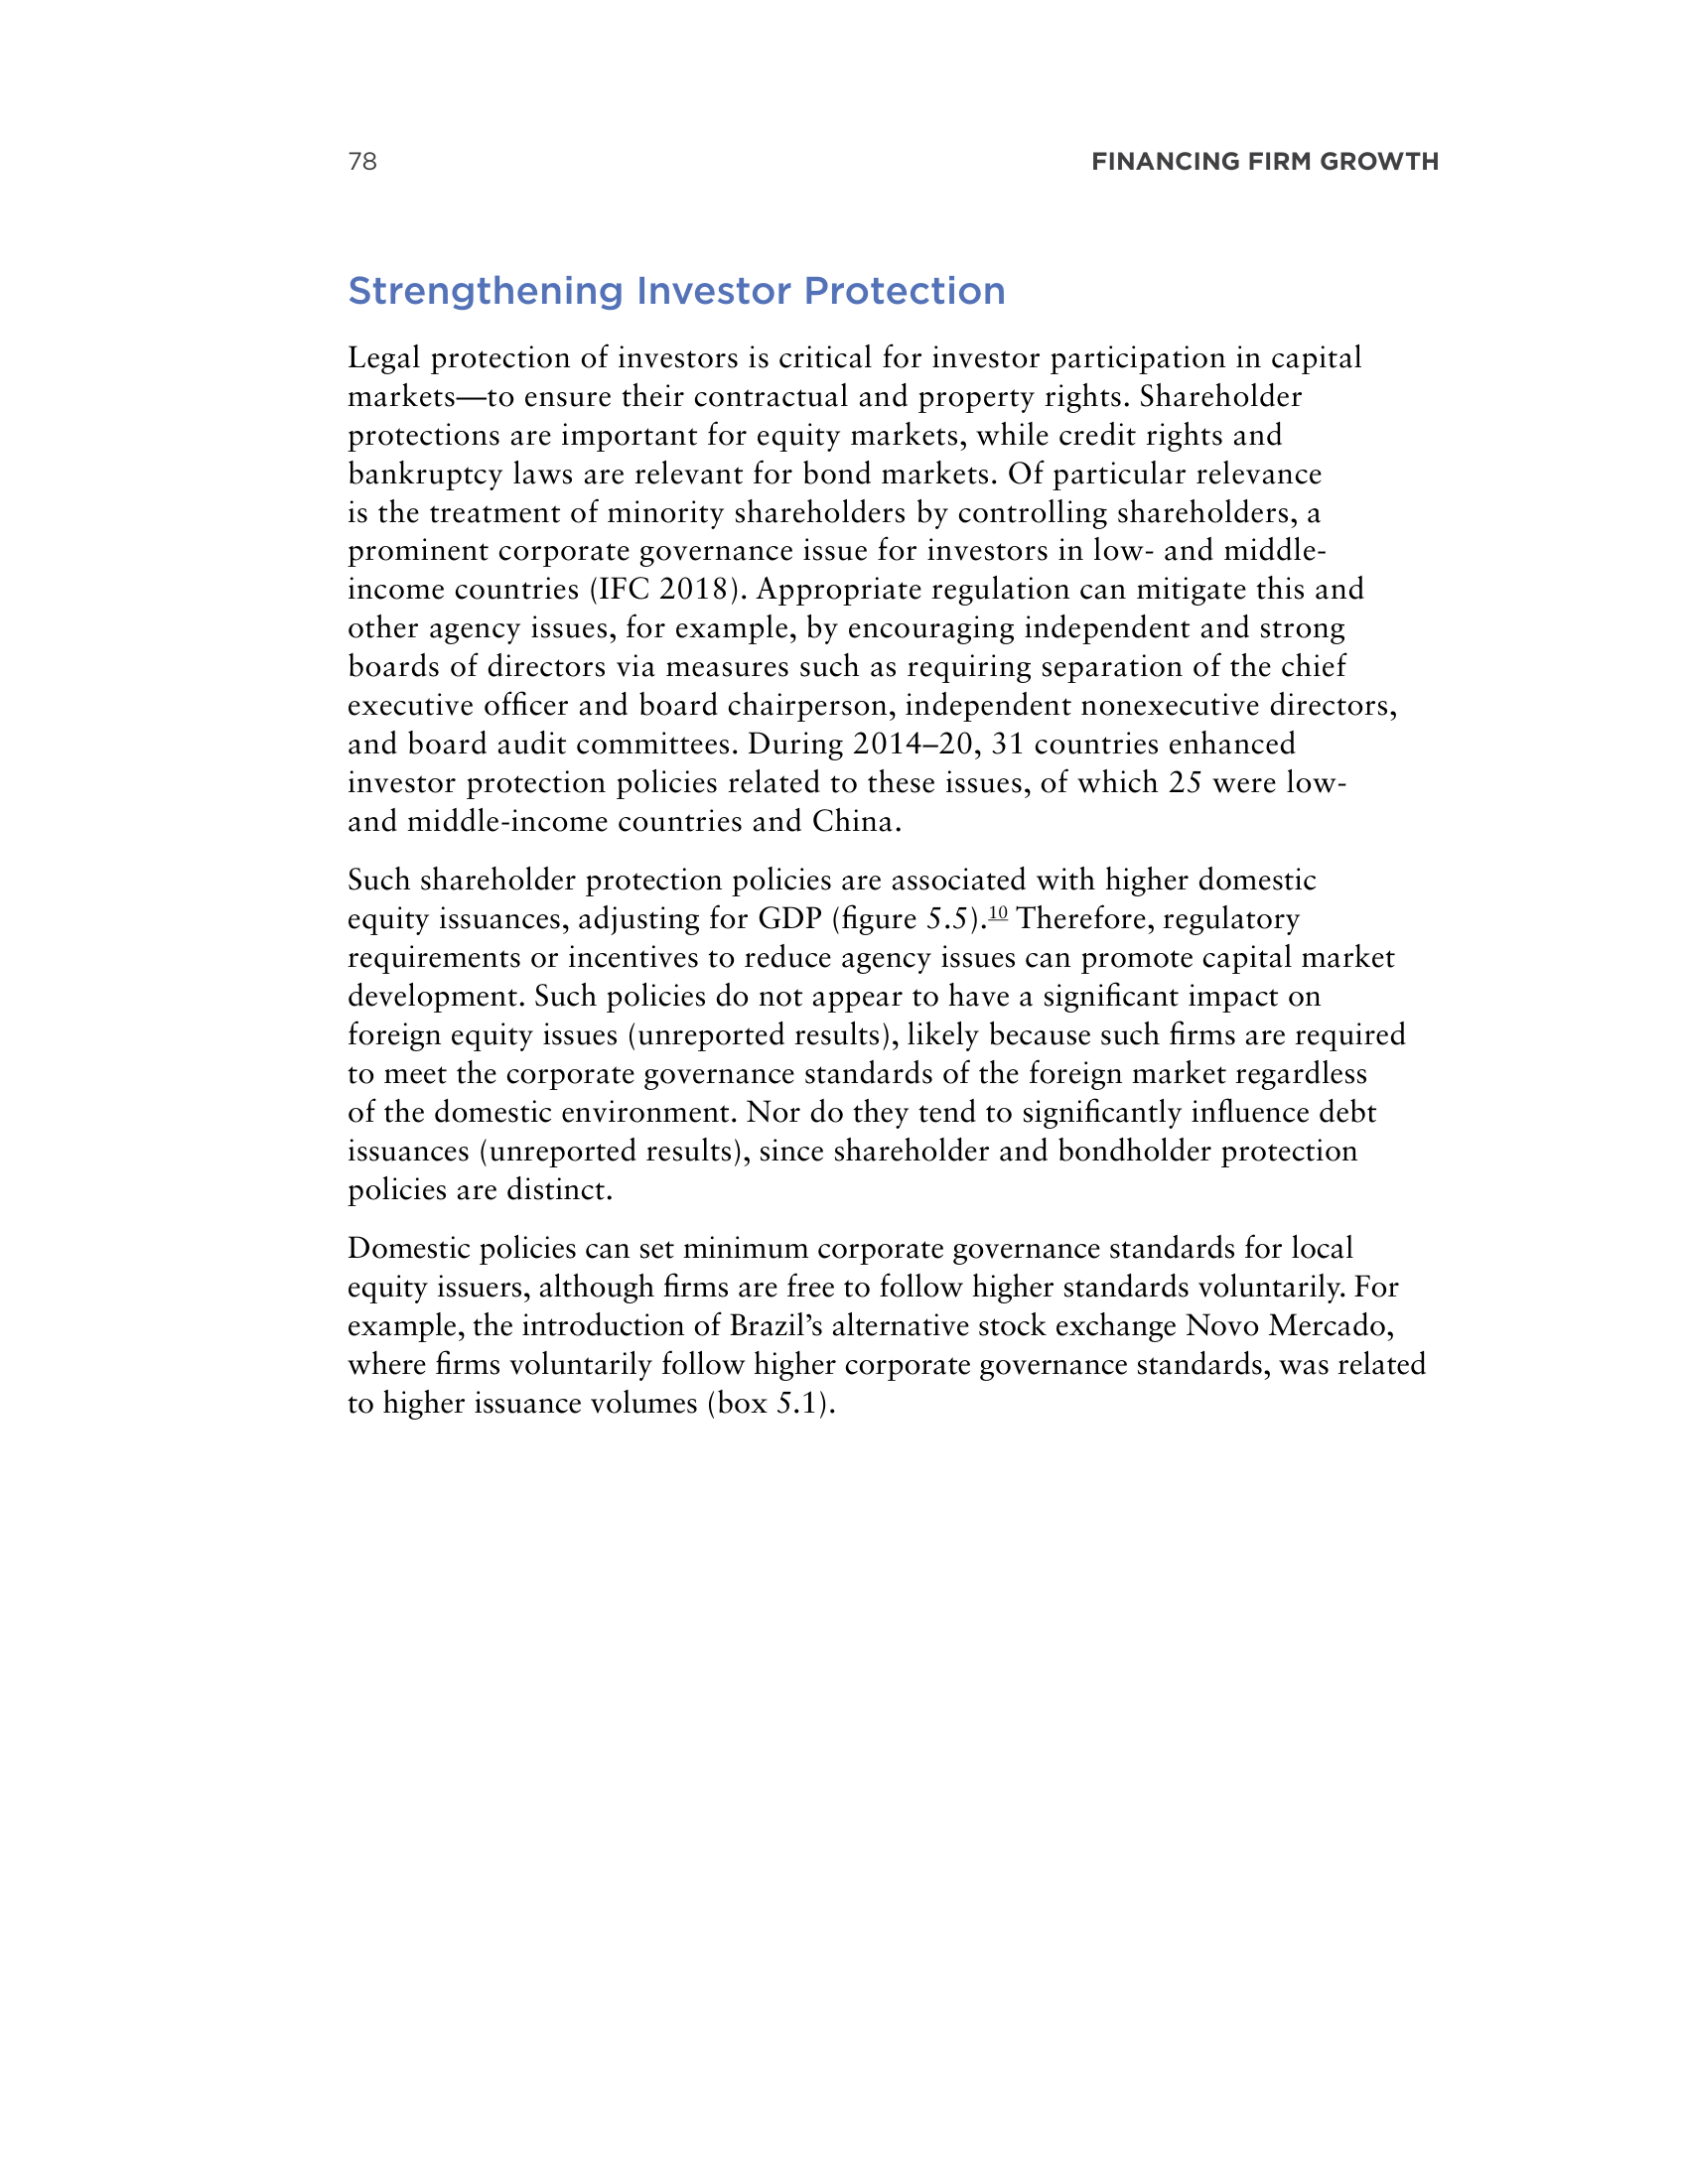 78
FINANCING FIRM GROWTH
Strengthening Investor Protection
Legal protection of investors is critical for investor participation in capital
markets—to ensure their contractual and property rights. Shareholder
protections are important for equity markets, while credit rights and
bankruptcy laws are relevant for bond markets. Of particular relevance
is the treatment of minority shareholders by controlling shareholders, a
prominent corporate governance issue for investors in low- and middle-
income countries (IFC 2018). Appropriate regulation can mitigate this and
other agency issues, for example, by encouraging independent and strong
boards of directors via measures such as requiring separation of the chief
executive officer and board chairperson, independent nonexecutive directors,
and board audit committees. During 2014–20, 31 countries enhanced
investor protection policies related to these issues, of which 25 were low-
and middle-income countries and China.
Such shareholder protection policies are associated with higher domestic
equity issuances, adjusting for GDP (figure 5.5).10 Therefore, regulatory
requirements or incentives to reduce agency issues can promote capital market
development. Such policies do not appear to have a significant impact on
foreign equity issues (unreported results), likely because such firms are required
to meet the corporate governance standards of the foreign market regardless
of the domestic environment. Nor do they tend to significantly influence debt
issuances (unreported results), since shareholder and bondholder protection
policies are distinct.
Domestic policies can set minimum corporate governance standards for local
equity issuers, although firms are free to follow higher standards voluntarily. For
example, the introduction of Brazil’s alternative stock exchange Novo Mercado,
where firms voluntarily follow higher corporate governance standards, was related
to higher issuance volumes (box 5.1).